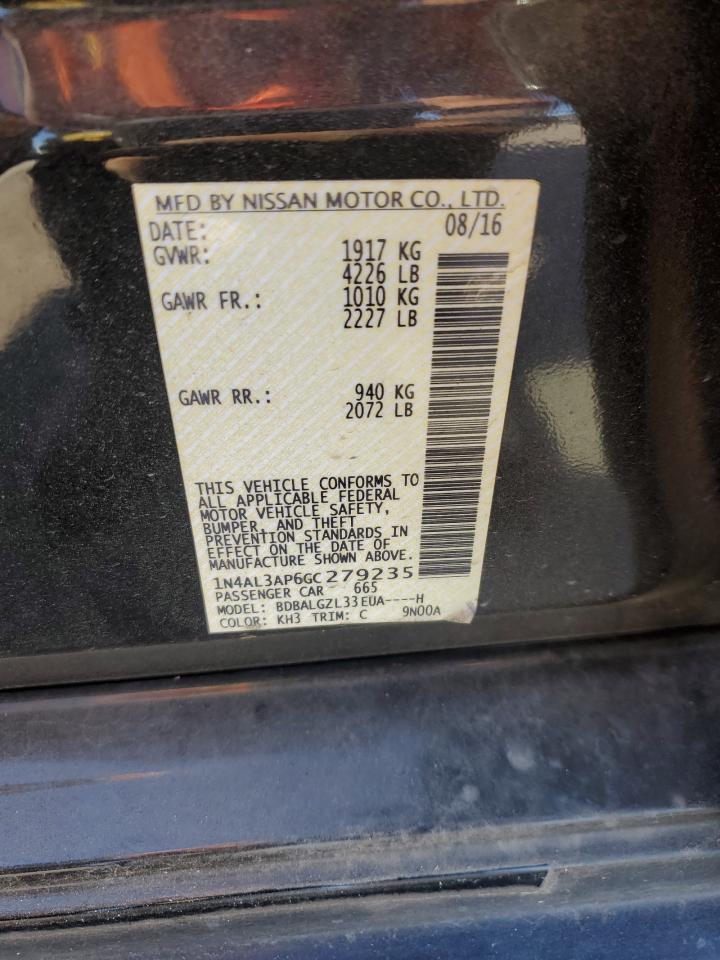 MFD BY NISSAN MOTOR CO., LTD.
DATE: 08/16
GVWR: 1917 KG
4226 LB
GAWR FR.: 1010 KG
2227 LB
GAWR RR.: 940 KG
2072 LB
THIS VEHICLE CONFORMS TO
ALL APPLICABLE FEDERAL
MOTOR VEHICLE SAFETY,
BUMPER, AND THEFT
PREVENTION STANDARDS IN
EFFECT ON THE DATE OF
MANUFACTURE SHOWN ABOVE.
1N4AL3AP6GC279235
PASSENGER CAR 665
MODEL: BDBALGZL33EUA----H
COLOR: KH3 TRIM: C 9N00A